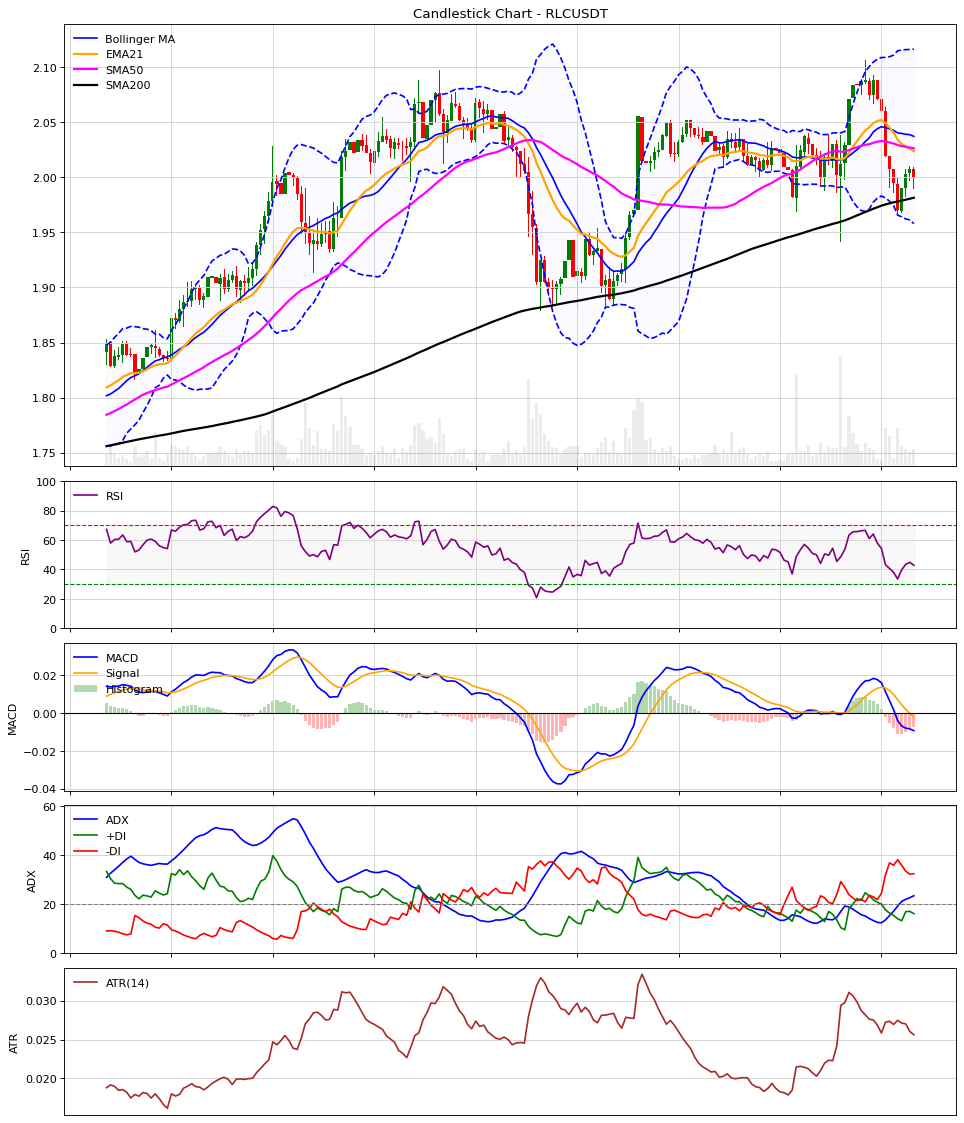 Candlestick Chart - RLCUSDT
Bollinger MA
EMA21
SMA50
SMA200
2.10
2.05
2.00
1.95
1.90
1.85
1.80
1.75
RSI
RSI
100
80
60
40
20
0
MACD
Signal
Histogram
MACD
0.02
0.00
−0.02
−0.04
ADX
+DI
-DI
ADX
60
40
20
0
ATR(14)
ATR
0.030
0.025
0.020